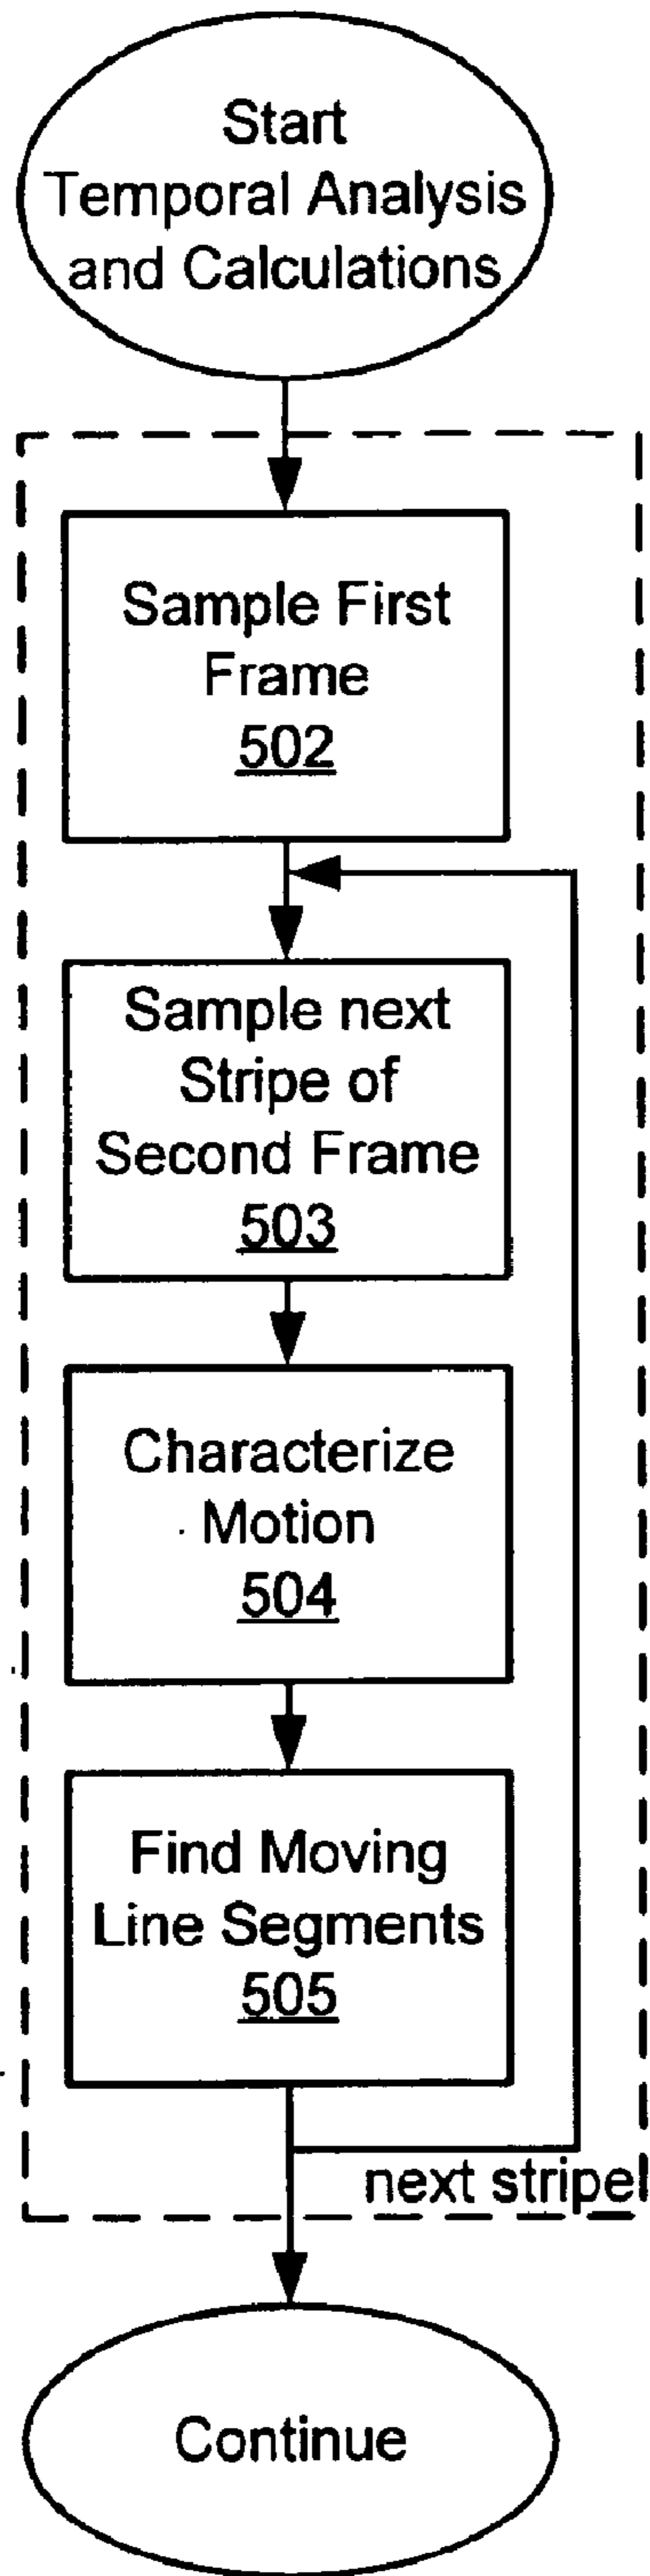 Start
Temporal Analysis
and Calculations
Sample First
Frame
502
Sample next
Stripe of
Second Frame
503
Characterize
Motion
504
Find Moving
Line Segments
505
next stripe
Continue